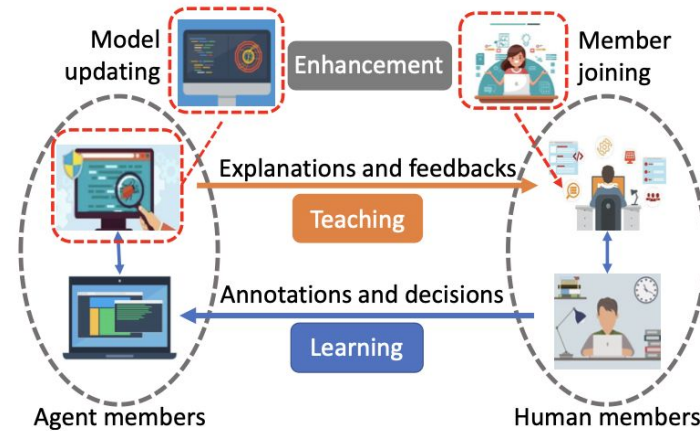 Model
updating
Enhancement
Member
joining
Explanations and feedbacks
Teaching
Annotations and decisions
Learning
Agent members
Human members